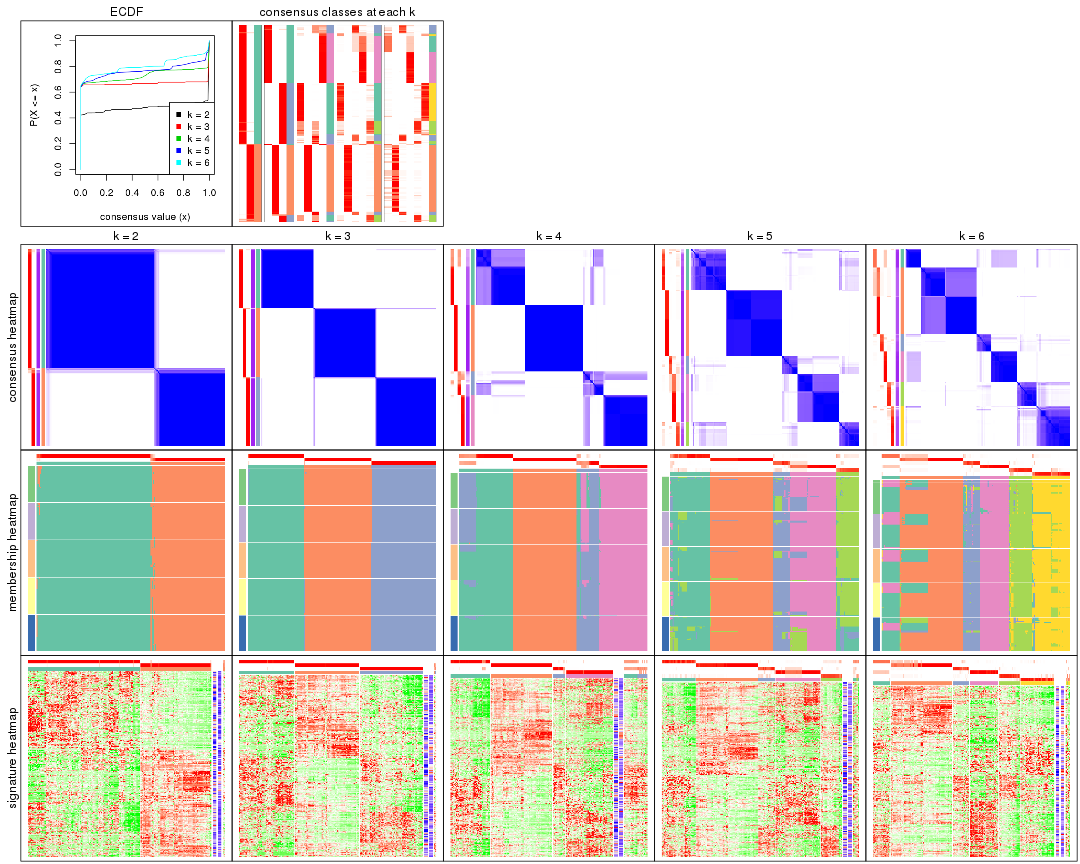 ECDF
consensus classes at each k
P(X <= x)
0.0 0.2 0.4 0.6 0.8 1.0
k = 2
k = 3
k = 4
k = 5
k = 6
0.0 0.2 0.4 0.6 0.8 1.0
consensus value (x)
k = 2 k = 3 k = 4 k = 5 k = 6
consensus heatmap
membership heatmap
signature heatmap